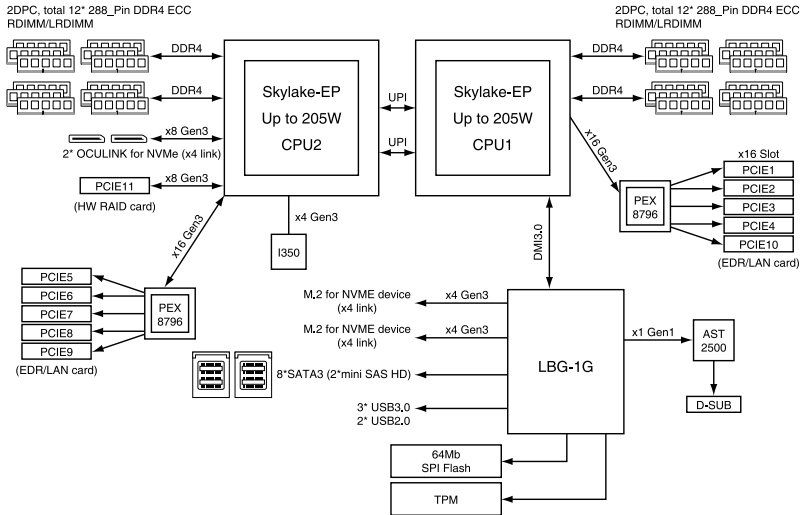 2DPC, total 12* 288_Pin DDR4 ECC
RDIMM/LRDIMM
2DPC, total 12* 288_Pin DDR4 ECC
RDIMM/LRDIMM
DDR4
DDR4
Skylake-EP
Up to 205W
CPU2
UPI
UPI
Skylake-EP
Up to 205W
CPU1
DDR4
DDR4
x8 Gen3
2* OCULINK for NVMe (x4 link)
PCIE11
x8 Gen3
(HW RAID card)
x16 Gen3
x4 Gen3
I350
x16 Gen3
x16 Slot
PEX
8796
PCIE1
PCIE2
PCIE3
PCIE4
PCIE10
(EDR/LAN card)
DMI3.0
PCIE5
PCIE6
PCIE7
PCIE8
PCIE9
(EDR/LAN card)
PEX
8796
M.2 for NVME device
(x4 link)
x4 Gen3
M.2 for NVME device
(x4 link)
x4 Gen3
8*SATA3 (2*mini SAS HD)
3* USB3.0
2* USB2.0
LBG-1G
x1 Gen1
AST
2500
D-SUB
64Mb
SPI Flash
TPM